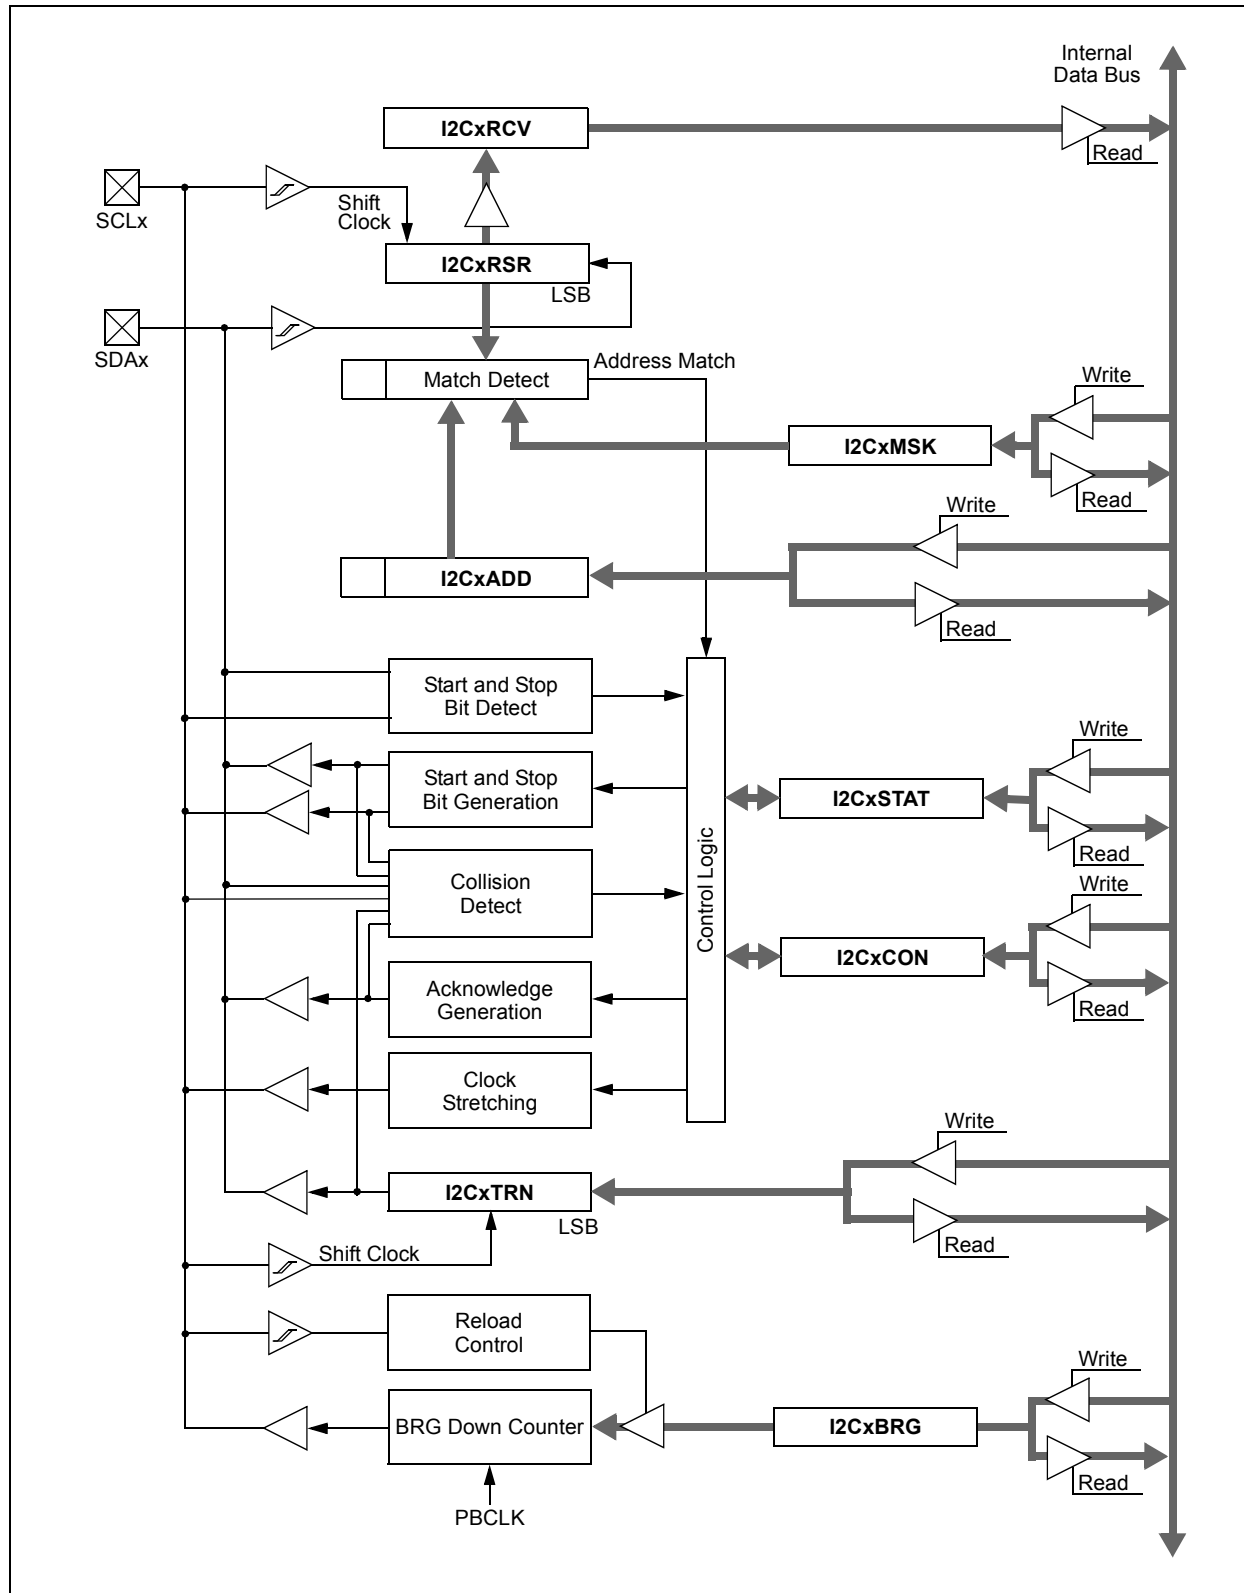 Internal
Data Bus
I2CxRCV
Read
SCLx
Shift
Clock
I2CxRSR
LSB
SDAx
Address Match
Match Detect
Write
I2CxMSK
Read
Write
I2CxADD
Read
Start and Stop
Bit Detect
Write
Start and Stop
Bit Generation
I2CxSTAT
Read
Control Logic
Collision
Detect
Write
I2CxCON
Acknowledge
Generation
Read
Clock
Stretching
Write
I2CxTRN
LSB
Read
Shift Clock
Reload
Control
Write
BRG Down Counter
I2CxBRG
Read
PBCLK